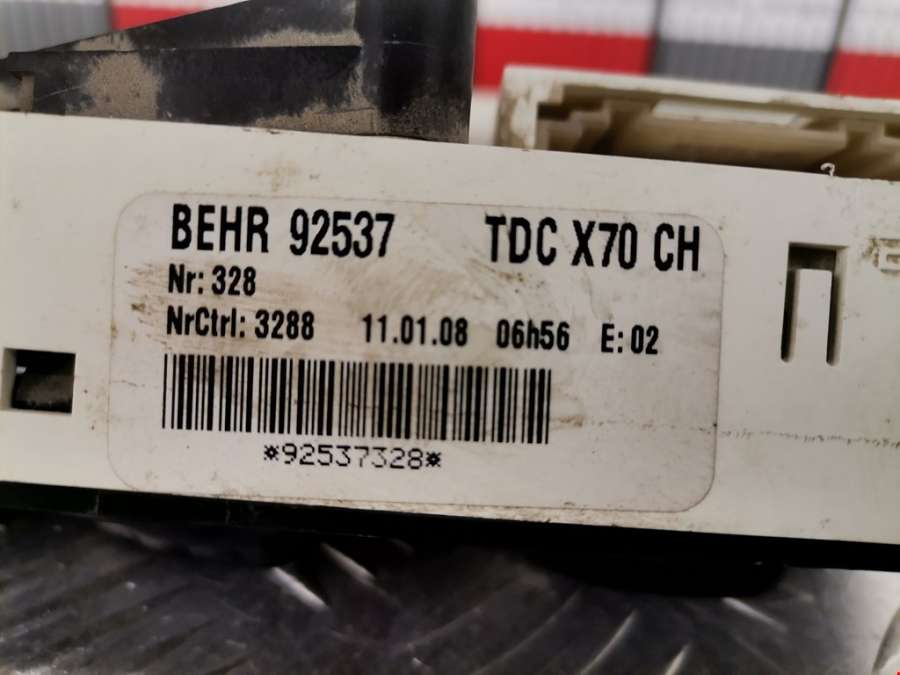 BEHR 92537 TDC X70 CH
Nr: 328
NrCtrl: 3288 11.01.08 06h56 E: 02
*92537328*